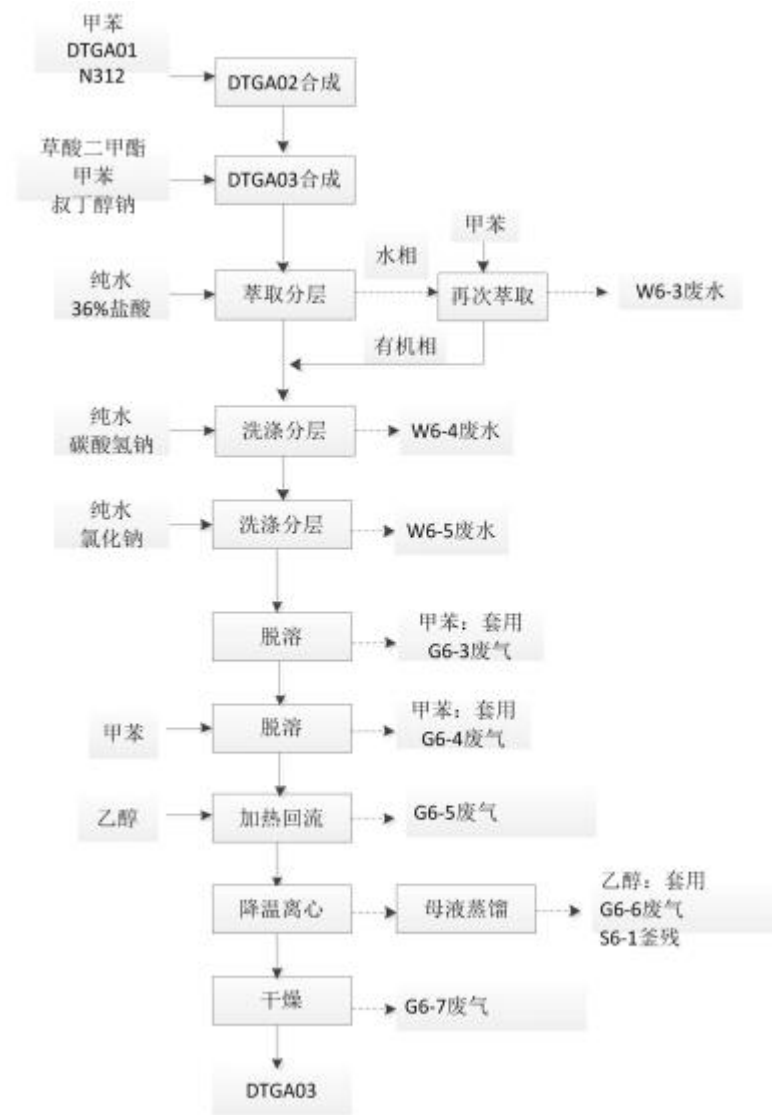 甲苯
DTGA01
N312
DTGA02合成
草酸二甲酯
甲苯
叔丁醇钠
DTGA03合成
甲苯
水相
纯水
36%盐酸
萃取分层
再次萃取
W6-3废水
有机相
纯水
碳酸氢钠
洗涤分层
W6-4废水
纯水
氯化钠
洗涤分层
W6-5废水
脱溶
甲苯：套用
G6-3废气
甲苯
脱溶
甲苯：套用
G6-4废气
乙醇
加热回流
G6-5废气
降温离心
母液蒸馏
乙醇：套用
G6-6废气
S6-1釜残
干燥
G6-7废气
DTGA03